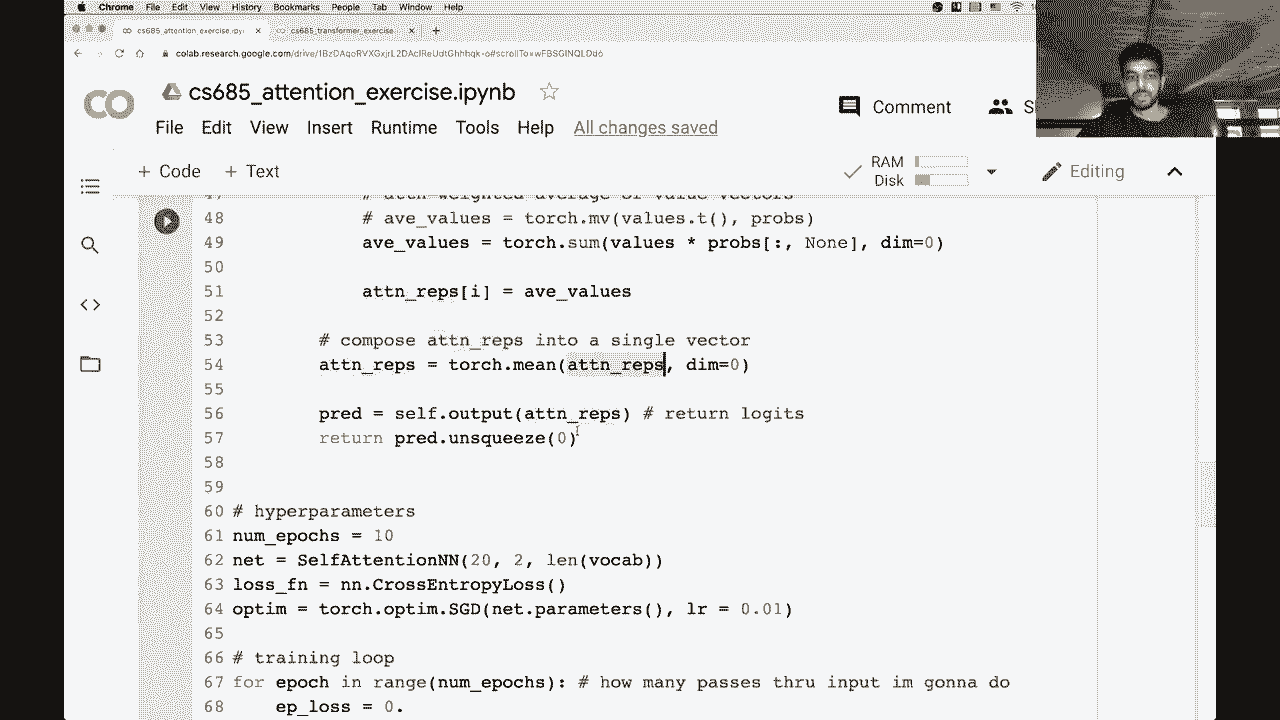 Chrome File Edit View History Bookmarks People Tab Window Help
cs685_attention_exercise.ipy
cs685_transformer_exercise.
colab.research.google.com/drive/
CO
cs685_attention_exercise.ipynb
Comment
S
File Edit View Insert Runtime Tools Help All changes saved
+ Code + Text
RAM
Disk
Editing
47 # attn-weighted average of value vectors
48 # ave_values = torch.mv(values.t(), probs)
49 ave_values = torch.sum(values * probs[:, None], dim=0)
50
51 attn_reps[i] = ave_values
52
53 # compose attn_reps into a single vector
54 attn_reps = torch.mean(attn_reps, dim=0)
55
56 pred = self.output(attn_reps) # return logits
57 return pred.unsqueeze(0)
58
59
60 # hyperparameters
61 num_epochs = 10
62 net = SelfAttentionNN(20, 2, len(vocab))
63 loss_fn = nn.CrossEntropyLoss()
64 optim = torch.optim.SGD(net.parameters(), lr = 0.01)
65
66 # training loop
67 for epoch in range(num_epochs): # how many passes thru input im gonna do
68 ep_loss = 0.